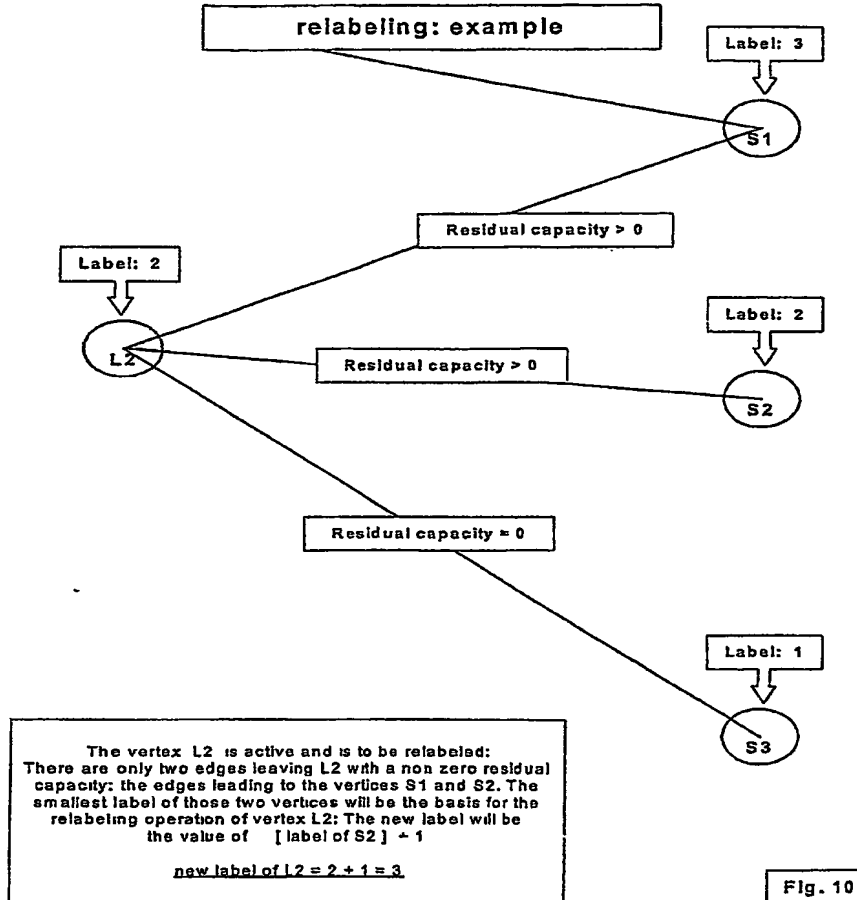 relabeling: example
Label: 3
S1
Residual capacity > 0
Label: 2
L2
Label: 2
Residual capacity > 0
S2
Residual capacity = 0
Label: 1
S3
The vertex L2 is active and is to be relabeled:
There are only two edges leaving L2 with a non zero residual
capacity: the edges leading to the vertices S1 and S2. The
smallest label of those two vertices will be the basis for the
relabeling operation of vertex L2: The new label will be
the value of [ label of S2 ] + 1
new label of L2 = 2 + 1 = 3
Fig. 10